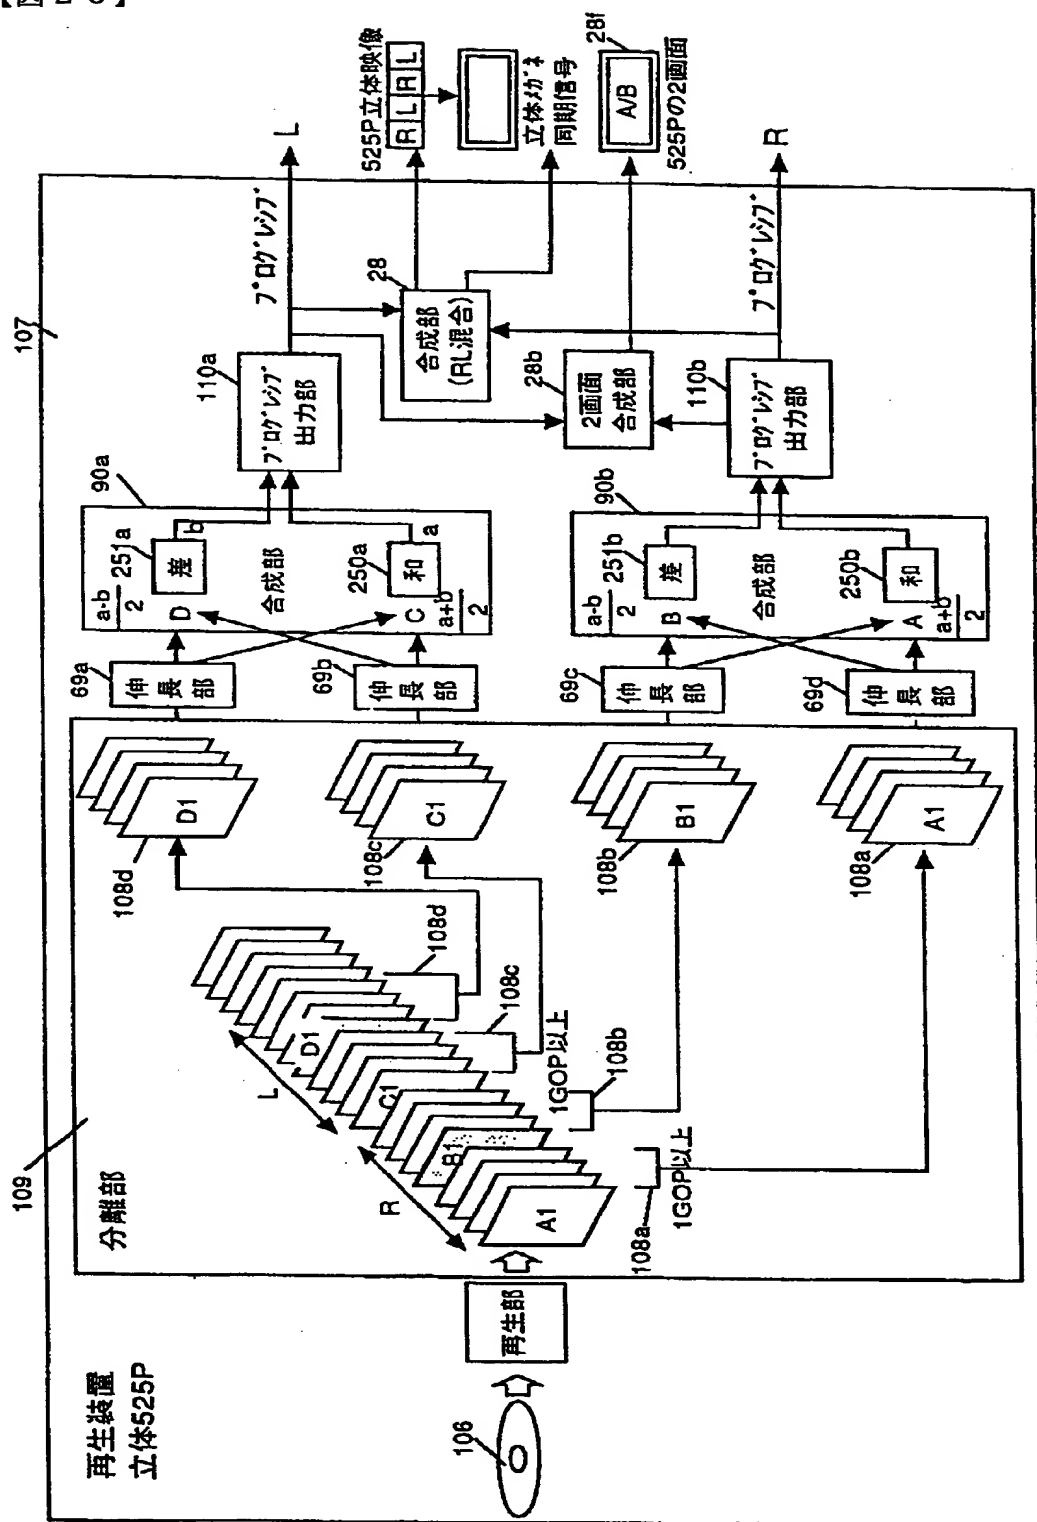 再生装置
立体525P
107
109
分離部
106
再生部
A1
B1
C1
D1
R
L
108a
1GOP以上
108b
1GOP以上
108c
108d
108d
D1
108c
C1
108b
B1
108a
A1
69a
伸長部
69b
伸長部
69c
伸長部
69d
伸長部
90a
a-b
2
D
251a
差
b
合成部
C
a+b
2
250a
和
a
90b
a-b
2
B
251b
差
合成部
A
a+b
2
250b
和
110a
プログレシブ
出力部
プログレシブ
L
28
合成部
(RL混合)
28b
2画面
合成部
110b
プログレシブ
出力部
プログレシブ
R
525P立体映像
R L R L
立体メガネ
同期信号
28f
A/B
525Pの2画面